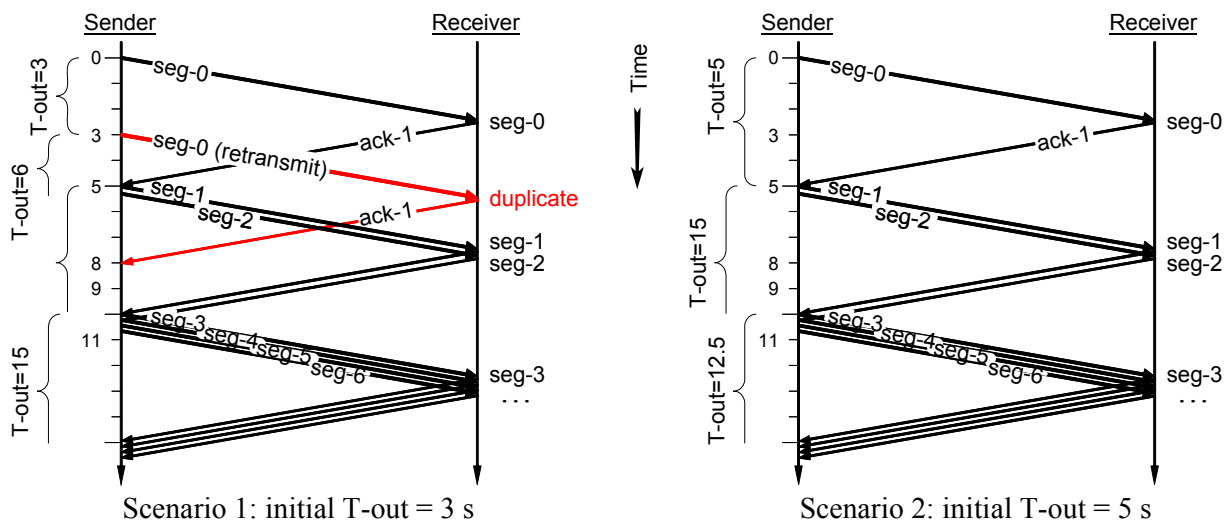 Sender
Receiver
T-out=3
T-out=6
T-out=15
0
3
5
8
9
11
seg-0
ack-1
seg-0 (retransmit)
seg-1
seg-2
ack-1
seg-3
seg-4
seg-5
seg-6
seg-0
duplicate
seg-1
seg-2
seg-3
...
Scenario 1: initial T-out = 3 s
Time
Sender
Receiver
T-out=5
T-out=15
T-out=12.5
0
3
5
8
9
11
seg-0
ack-1
seg-1
seg-2
seg-3
seg-4
seg-5
seg-6
seg-0
seg-1
seg-2
seg-3
...
Scenario 2: initial T-out = 5 s